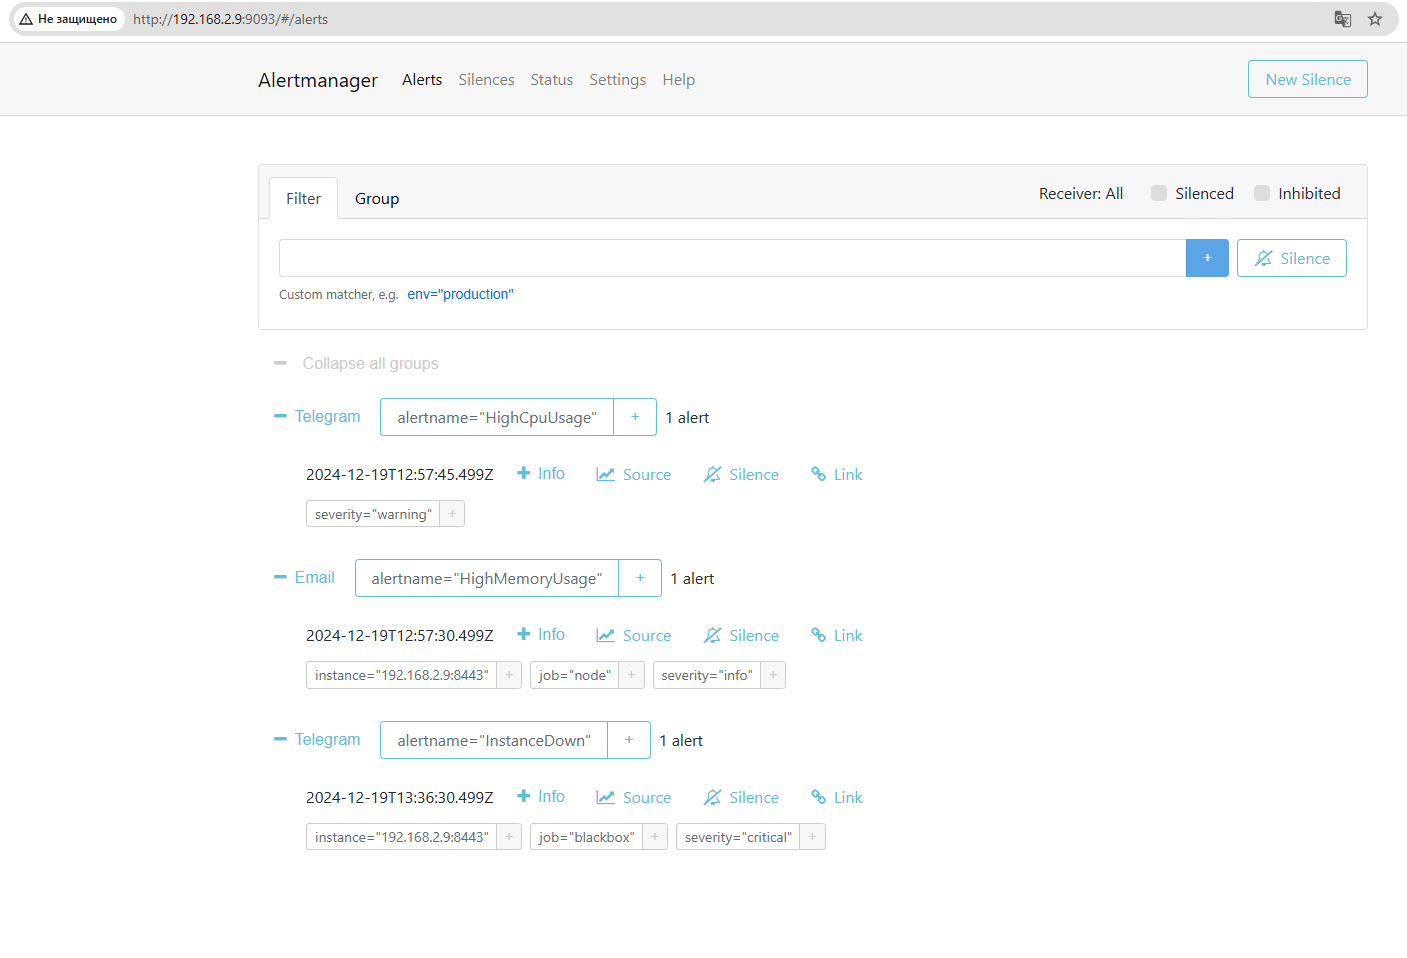 Не защищено http://192.168.2.9:9093/#/alerts
Alertmanager Alerts Silences Status Settings Help New Silence
Filter Group Receiver: All Silenced Inhibited
+ Silence
Custom matcher, e.g. env="production"
Collapse all groups
Telegram alertname="HighCpuUsage" + 1 alert
2024-12-19T12:57:45.499Z + Info Source Silence Link
severity="warning" +
Email alertname="HighMemoryUsage" + 1 alert
2024-12-19T12:57:30.499Z + Info Source Silence Link
instance="192.168.2.9:8443" + job="node" + severity="info" +
Telegram alertname="InstanceDown" + 1 alert
2024-12-19T13:36:30.499Z + Info Source Silence Link
instance="192.168.2.9:8443" + job="blackbox" + severity="critical" +